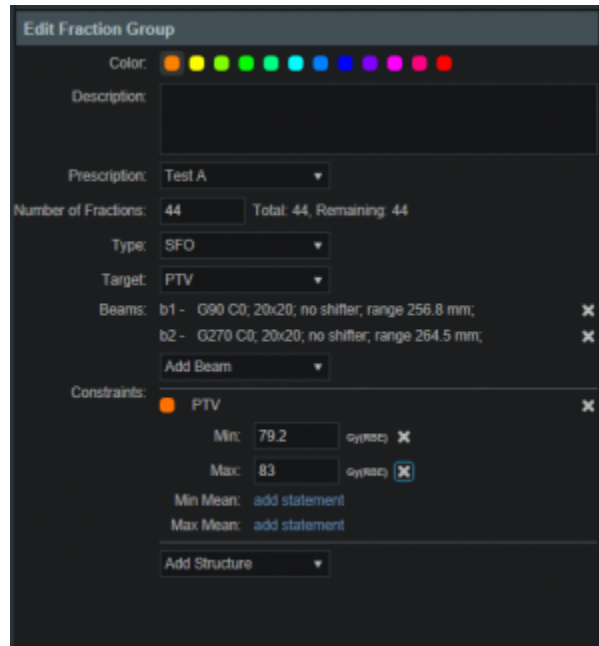 Edit Fraction Group
Color:
Description:
Prescription: Test A
Number of Fractions: 44 Total: 44, Remaining: 44
Type: SFO
Target: PTV
Beams: b1 - G90 C0; 20x20; no shifter; range 256.8 mm;
b2 - G270 C0; 20x20; no shifter; range 264.5 mm;
Add Beam
Constraints:
PTV
Min: 79.2 Gy(RBE)
Max: 83 Gy(RBE)
Min Mean: add statement
Max Mean: add statement
Add Structure